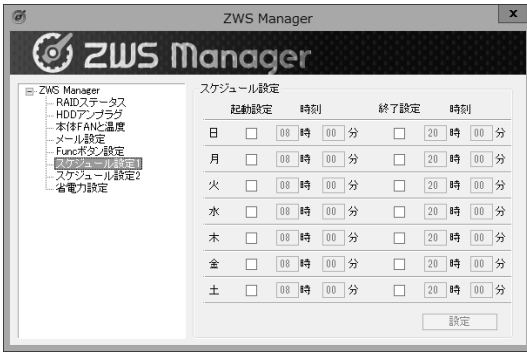 ZWS Manager
x
ZWS Manager
ZWS Manager
RAIDステータス
HDDアンプラグ
本体FANと温度
メール設定
Funcボタン設定
スケジュール設定1
スケジュール設定2
省電力設定
スケジュール設定
起動設定 時刻 終了設定 時刻
日 08 時 00 分 20 時 00 分
月 08 時 00 分 20 時 00 分
火 08 時 00 分 20 時 00 分
水 08 時 00 分 20 時 00 分
木 08 時 00 分 20 時 00 分
金 08 時 00 分 20 時 00 分
土 08 時 00 分 20 時 00 分
設定